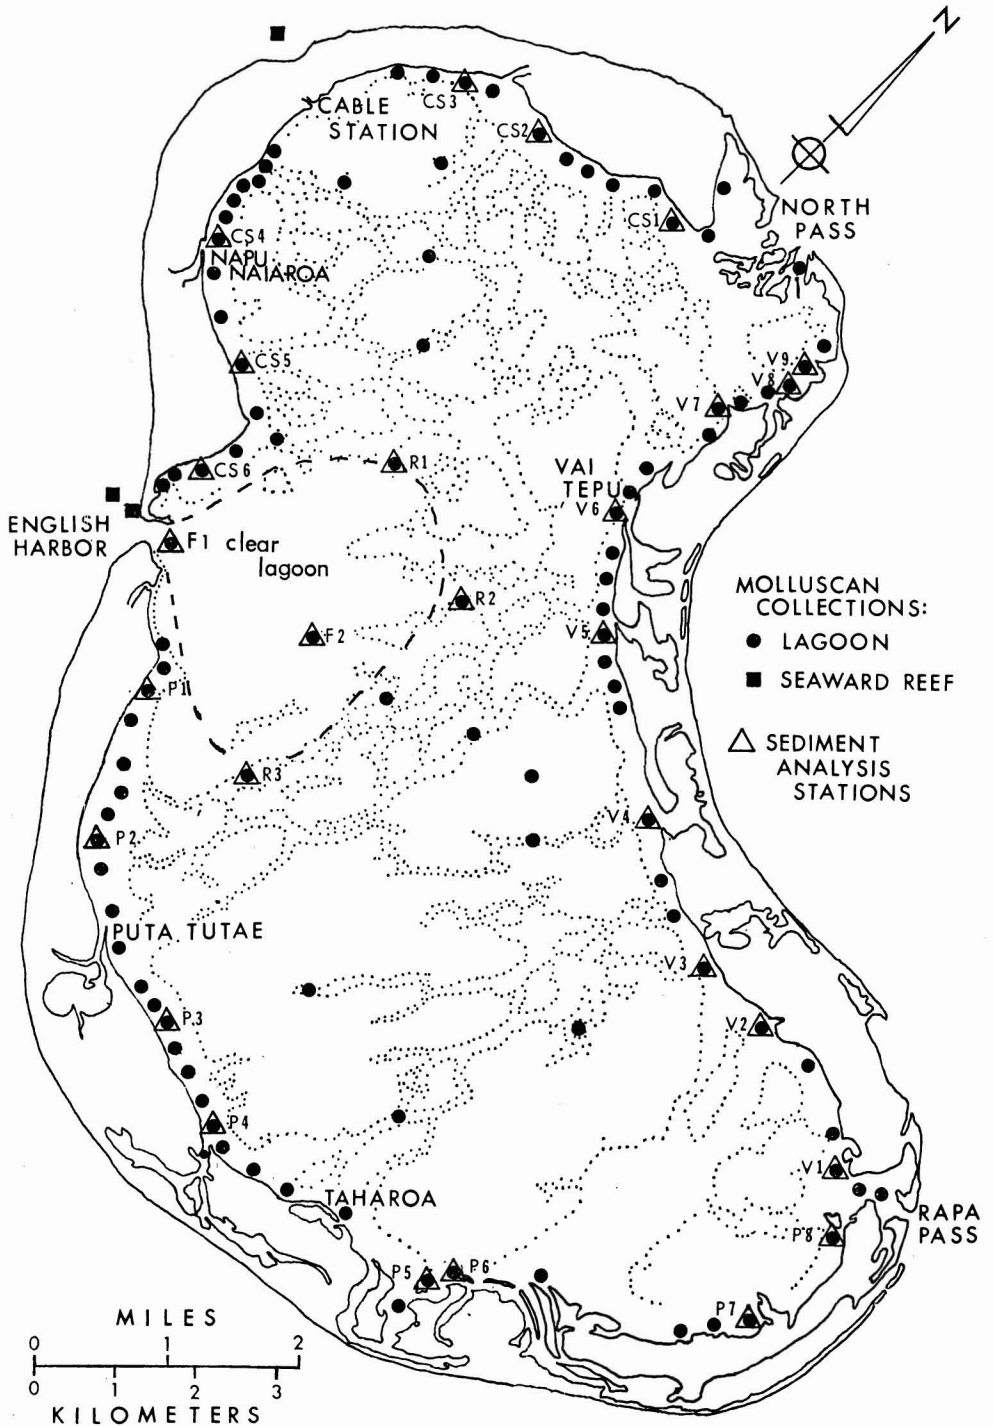 N
CS3
CABLE
STATION
CS2
CS1
NORTH
PASS
CS4
NAPU
NAIAROA
CS5
V9
V8
V7
R1
CS6
VAI
TEPU
V6
ENGLISH
HARBOR
F1 clear
lagoon
MOLLUSCAN
COLLECTIONS:
LAGOON
SEAWARD REEF
R2
F2
V5
P1
SEDIMENT
ANALYSIS
STATIONS
R3
V4
P2
PUTA TUTAE
V3
P.3
V.2
P4
V1
TAHAROA
RAPA
PASS
P8
P5
P6
P7
MILES
0 1 2
0 1 2 3
KILOMETERS